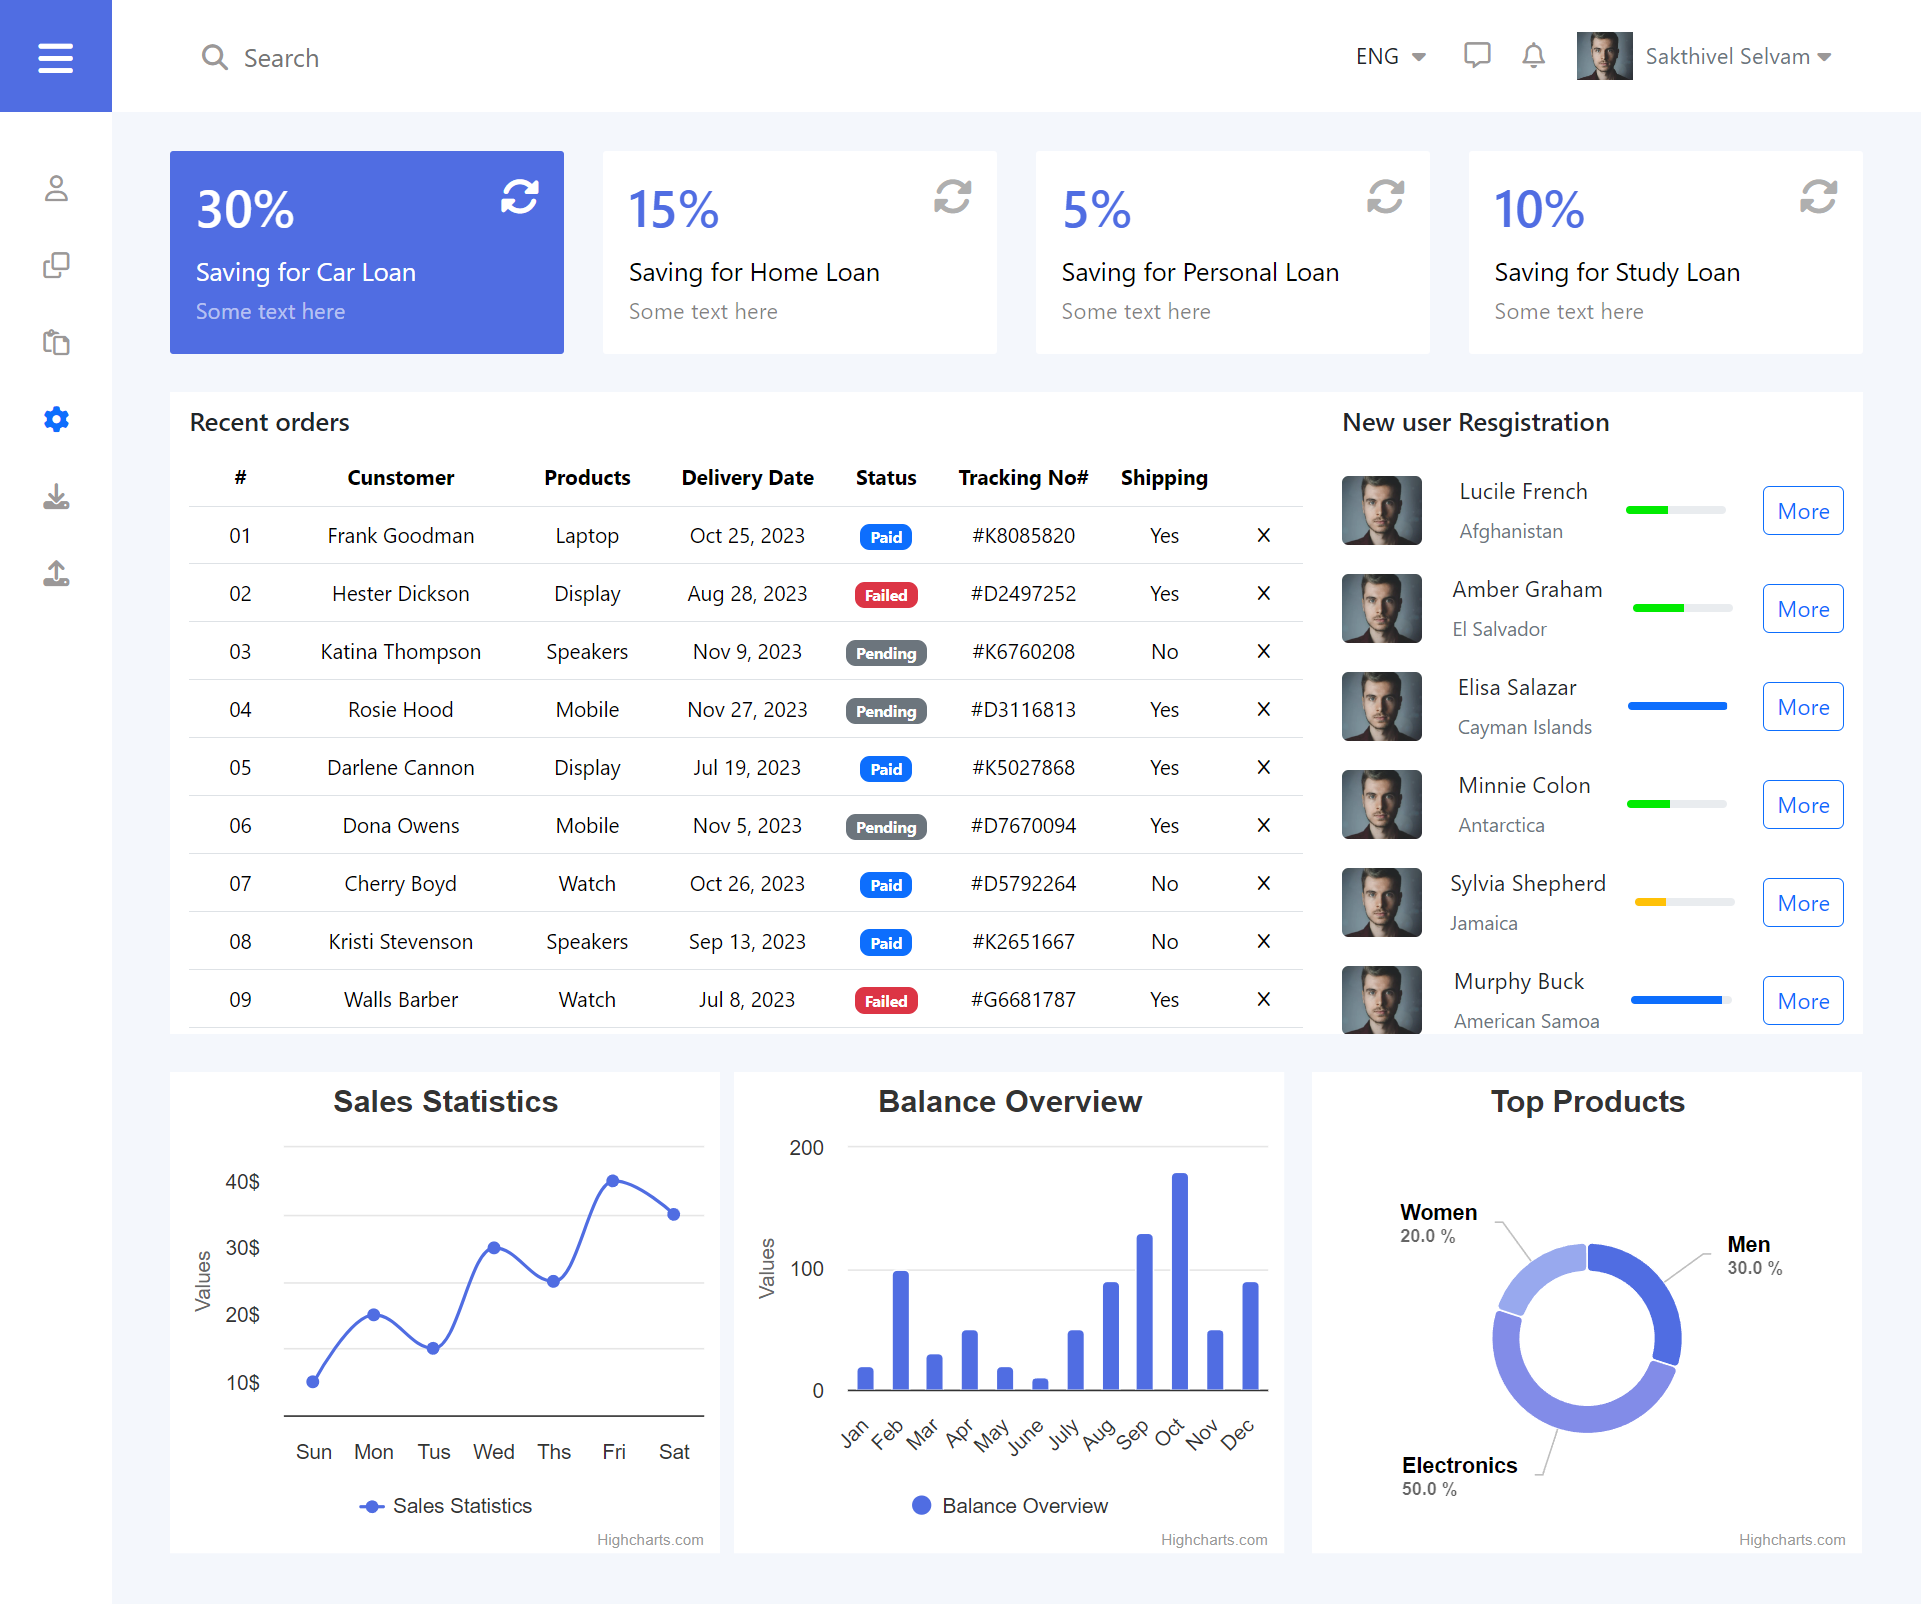 Search
ENG
Sakthivel Selvam
30%
Saving for Car Loan
Some text here
15%
Saving for Home Loan
Some text here
5%
Saving for Personal Loan
Some text here
10%
Saving for Study Loan
Some text here
Recent orders
# Cunstomer Products Delivery Date Status Tracking No# Shipping
01 Frank Goodman Laptop Oct 25, 2023 Paid #K8085820 Yes X
02 Hester Dickson Display Aug 28, 2023 Failed #D2497252 Yes X
03 Katina Thompson Speakers Nov 9, 2023 Pending #K6760208 No X
04 Rosie Hood Mobile Nov 27, 2023 Pending #D3116813 Yes X
05 Darlene Cannon Display Jul 19, 2023 Paid #K5027868 Yes X
06 Dona Owens Mobile Nov 5, 2023 Pending #D7670094 Yes X
07 Cherry Boyd Watch Oct 26, 2023 Paid #D5792264 No X
08 Kristi Stevenson Speakers Sep 13, 2023 Paid #K2651667 No X
09 Walls Barber Watch Jul 8, 2023 Failed #G6681787 Yes X
New user Resgistration
Lucile French
Afghanistan
More
Amber Graham
El Salvador
More
Elisa Salazar
Cayman Islands
More
Minnie Colon
Antarctica
More
Sylvia Shepherd
Jamaica
More
Murphy Buck
American Samoa
More
Sales Statistics
Values
40$
30$
20$
10$
Sun Mon Tus Wed Ths Fri Sat
Sales Statistics
Highcharts.com
Balance Overview
Values
200
100
0
Jan Feb Mar Apr May June July Aug Sep Oct Nov Dec
Balance Overview
Highcharts.com
Top Products
Women
20.0 %
Men
30.0 %
Electronics
50.0 %
Highcharts.com